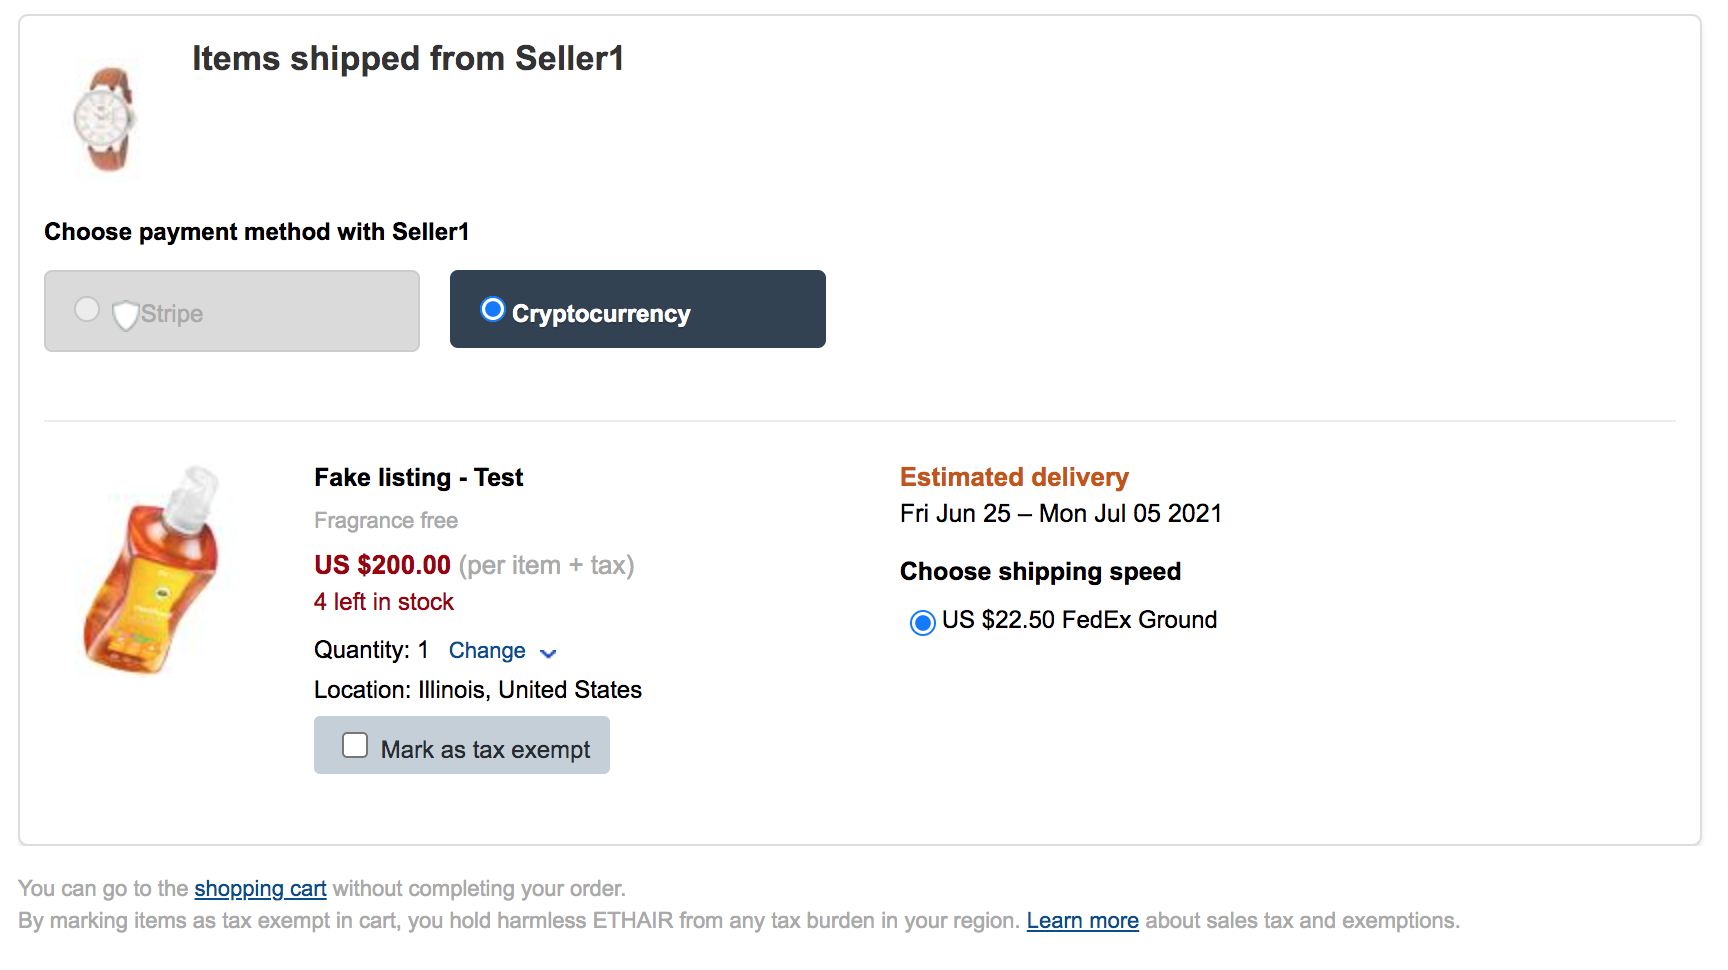 Items shipped from Seller1
Choose payment method with Seller1
Stripe
Cryptocurrency
Fake listing - Test
Fragrance free
US $200.00 (per item + tax)
4 left in stock
Quantity: 1 Change
Location: Illinois, United States
Mark as tax exempt
Estimated delivery
Fri Jun 25 – Mon Jul 05 2021
Choose shipping speed
US $22.50 FedEx Ground
You can go to the shopping cart without completing your order.
By marking items as tax exempt in cart, you hold harmless ETHAIR from any tax burden in your region. Learn more about sales tax and exemptions.